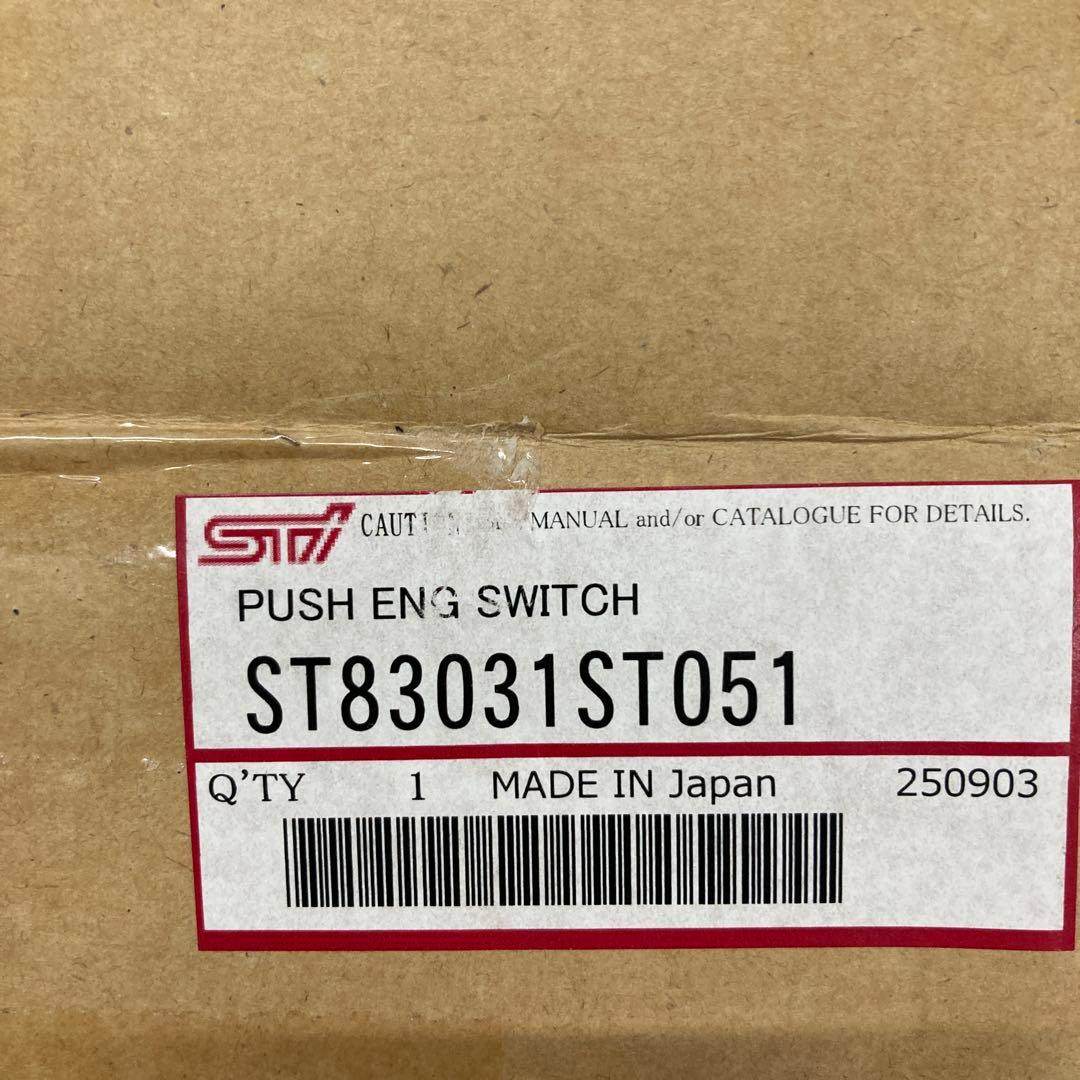 STi CAUT MANUAL and/or CATALOGUE FOR DETAILS.
PUSH ENG SWITCH
ST83031ST051
Q'TY 1 MADE IN Japan 250903